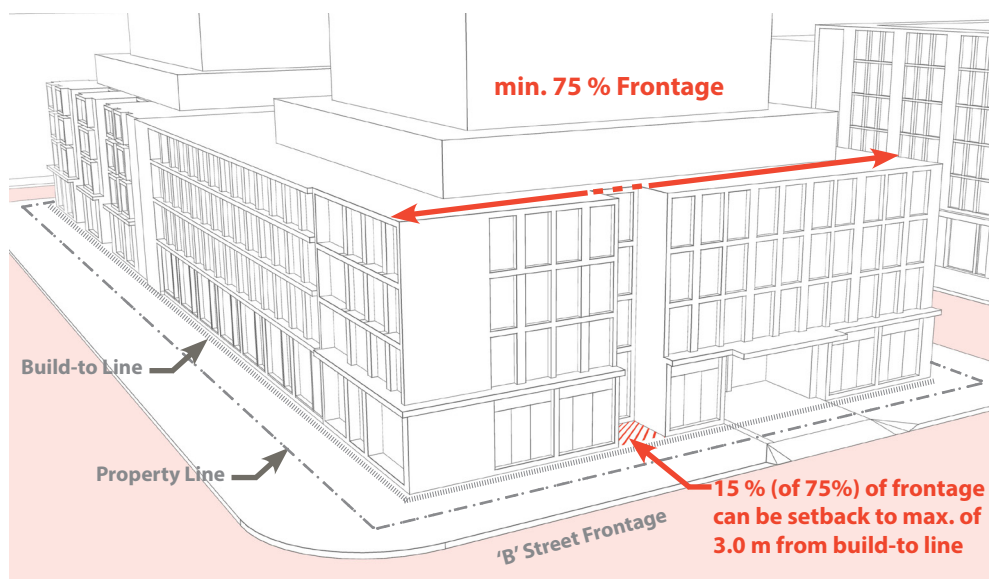 min. 75 % Frontage
Build-to Line
Property Line
'B' Street Frontage
15 % (of 75%) of frontage
can be setback to max. of
3.0 m from build-to line